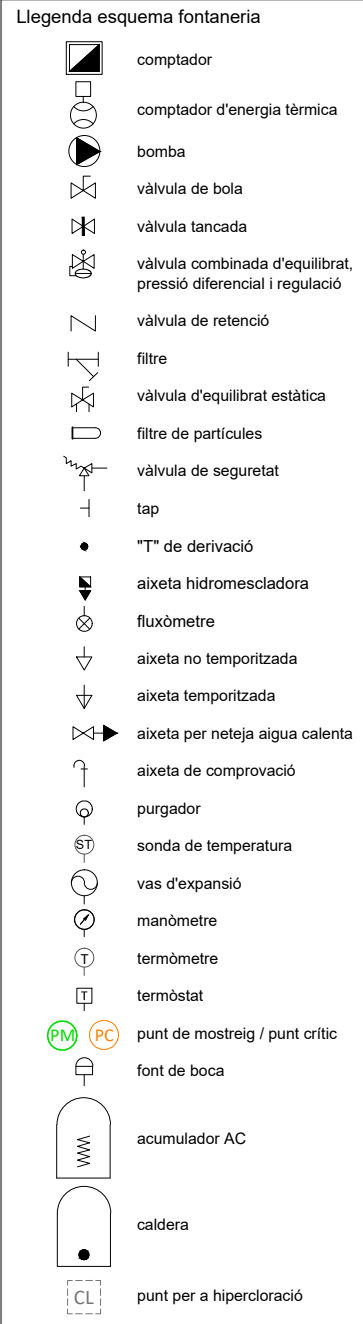 Llegenda esquema fontaneria
comptador
comptador d'energia tèrmica
bomba
vàlvula de bola
vàlvula tancada
vàlvula combinada d'equilibrat,
pressió diferencial i regulació
vàlvula de retenció
filtre
vàlvula d'equilibrat estàtica
filtre de partícules
vàlvula de seguretat
tap
"T" de derivació
aixeta hidromescladora
fluxòmetre
aixeta no temporitzada
aixeta temporitzada
aixeta per neteja aigua calenta
aixeta de comprovació
purgador
ST sonda de temperatura
vas d'expansió
manòmetre
T termòmetre
T termòstat
PM PC punt de mostreig / punt crític
font de boca
acumulador AC
caldera
CL punt per a hipercloració